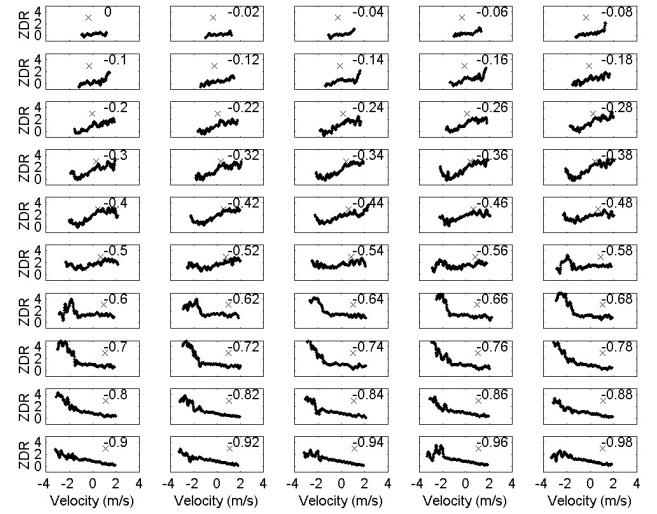 ZDR 4 2 0 0 -0.02 -0.04 -0.06 -0.08
ZDR 4 2 0 -0.1 -0.12 -0.14 -0.16 -0.18
ZDR 4 2 0 -0.2 -0.22 -0.24 -0.26 -0.28
ZDR 4 2 0 -0.3 -0.32 -0.34 -0.36 -0.38
ZDR 4 2 0 -0.4 -0.42 -0.44 -0.46 -0.48
ZDR 4 2 0 -0.5 -0.52 -0.54 -0.56 -0.58
ZDR 4 2 0 -0.6 -0.62 -0.64 -0.66 -0.68
ZDR 4 2 0 -0.7 -0.72 -0.74 -0.76 -0.78
ZDR 4 2 0 -0.8 -0.82 -0.84 -0.86 -0.88
ZDR 4 2 0 -0.9 -0.92 -0.94 -0.96 -0.98
-4 -2 0 2 4 -4 -2 0 2 4 -4 -2 0 2 4 -4 -2 0 2 4 -4 -2 0 2 4
Velocity (m/s) Velocity (m/s) Velocity (m/s) Velocity (m/s) Velocity (m/s)